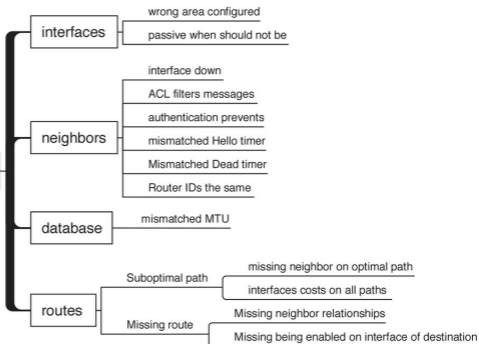 interfaces
wrong area configured
passive when should not be
neighbors
interface down
ACL filters messages
authentication prevents
mismatched Hello timer
Mismatched Dead timer
Router IDs the same
database
mismatched MTU
routes
Suboptimal path
missing neighbor on optimal path
interfaces costs on all paths
Missing route
Missing neighbor relationships
Missing being enabled on interface of destination